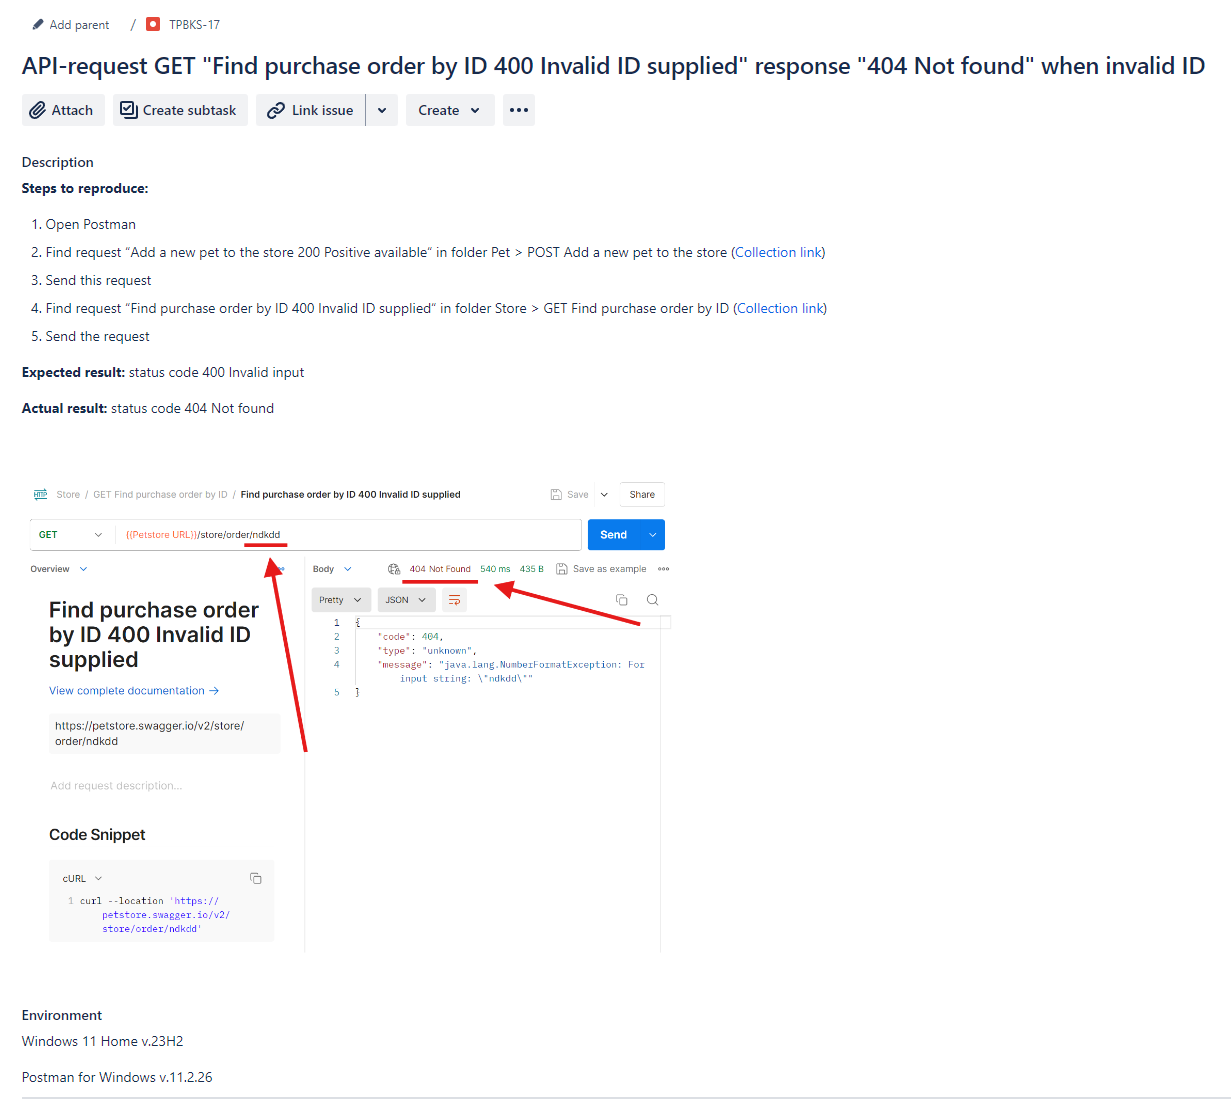 Add parent / TPBKS-17
API-request GET "Find purchase order by ID 400 Invalid ID supplied" response "404 Not found" when invalid ID
Attach Create subtask Link issue Create •••
Description
Steps to reproduce:
1. Open Postman
2. Find request “Add a new pet to the store 200 Positive available” in folder Pet > POST Add a new pet to the store (Collection link)
3. Send this request
4. Find request “Find purchase order by ID 400 Invalid ID supplied” in folder Store > GET Find purchase order by ID (Collection link)
5. Send the request
Expected result: status code 400 Invalid input
Actual result: status code 404 Not found
HTTP Store / GET Find purchase order by ID / Find purchase order by ID 400 Invalid ID supplied Save Share
GET {{Petstore URL}}/store/order/ndkdd Send
Overview Body 404 Not Found 540 ms 435 B Save as example
Pretty JSON
Find purchase order
by ID 400 Invalid ID
supplied
View complete documentation →
https://petstore.swagger.io/v2/store/
order/ndkdd
Add request description...
Code Snippet
cURL
1 curl --location 'https://
petstore.swagger.io/v2/
store/order/ndkdd'
1 {
2 "code": 404,
3 "type": "unknown",
4 "message": "java.lang.NumberFormatException: For
input string: \"ndkdd\""
5 }
Environment
Windows 11 Home v.23H2
Postman for Windows v.11.2.26